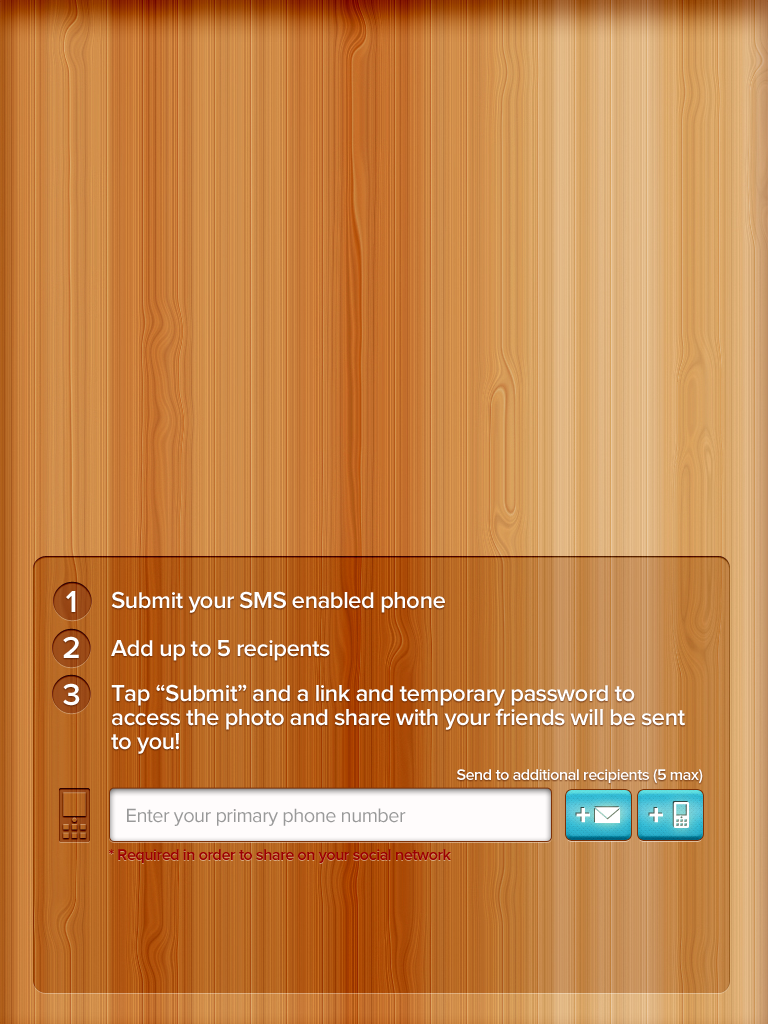 1 Submit your SMS enabled phone
2 Add up to 5 recipents
3 Tap “Submit” and a link and temporary password to
access the photo and share with your friends will be sent
to you!
Send to additional recipients (5 max)
Enter your primary phone number
+ +
* Required in order to share on your social network